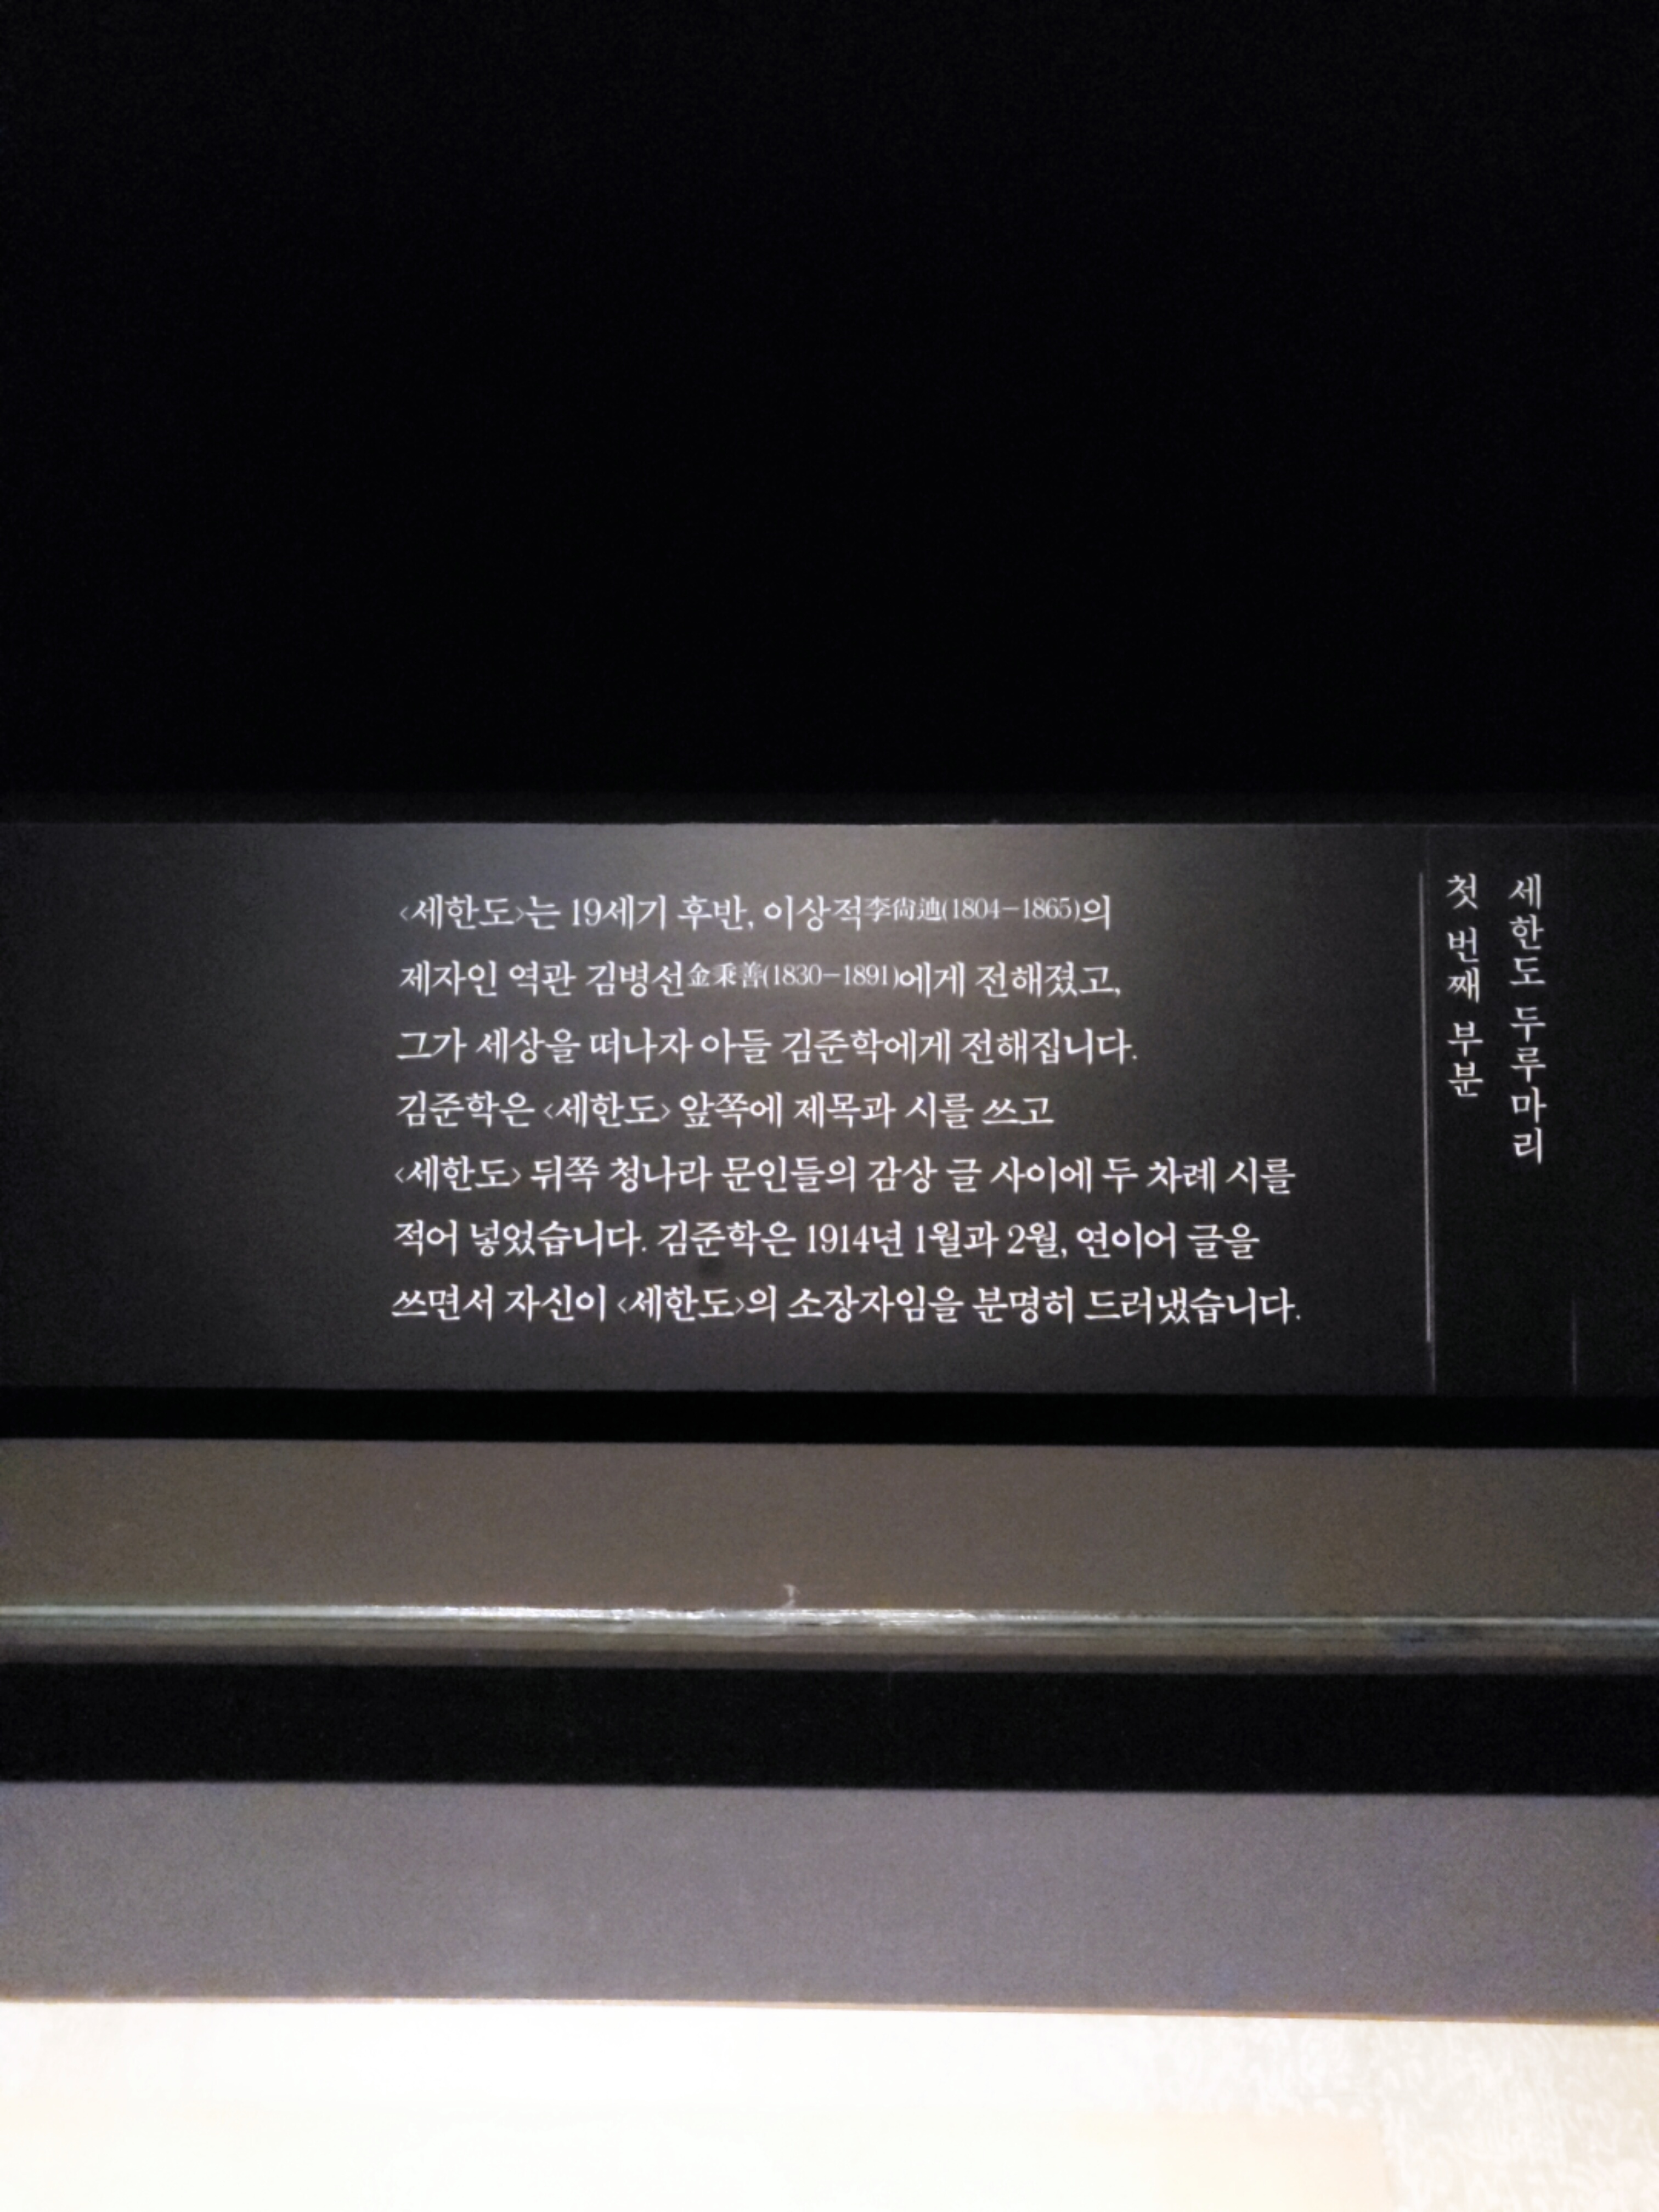 세한도 두루마리
첫 번째 부분
〈세한도〉는 19세기 후반, 이상적李尙迪(1804-1865)의
제자인 역관 김병선金秉善(1830-1891)에게 전해졌고,
그가 세상을 떠나자 아들 김준학에게 전해집니다.
김준학은 〈세한도〉 앞쪽에 제목과 시를 쓰고
〈세한도〉 뒤쪽 청나라 문인들의 감상 글 사이에 두 차례 시를
적어 넣었습니다. 김준학은 1914년 1월과 2월, 연이어 글을
쓰면서 자신이 〈세한도〉의 소장자임을 분명히 드러냈습니다.